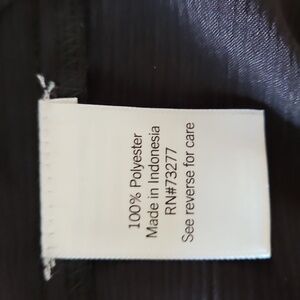 100% Polyester
Made in Indonesia
RN#73277
See reverse for care